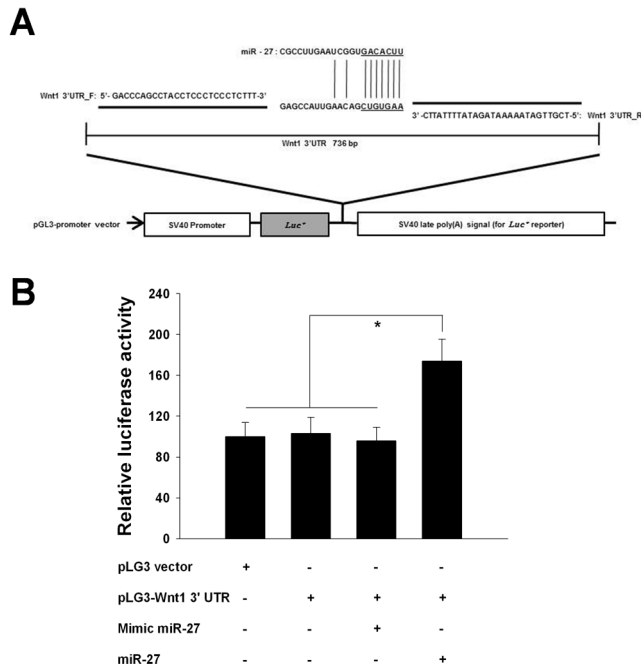 A
miR - 27: CGCCUUGAAUCGGUGACACUU
Wnt1 3'UTR_F: 5'- GACCCAGCCTACCTCCCTCCCTCTTT-3'
GAGCCAUUGAACAGCUGUGAA
3'-CTTATTTTATAGATAAAAATAGTTGCT-5': Wnt1 3'UTR_R
Wnt1 3'UTR 736 bp
pGL3-promoter vector
SV40 Promoter
Luc+
SV40 late poly(A) signal (for Luc+ reporter)
B
Relative luciferase activity
240
200
160
120
80
40
0
*
pLG3 vector + - - -
pLG3-Wnt1 3' UTR - + + +
Mimic miR-27 - - + -
miR-27 - - - +